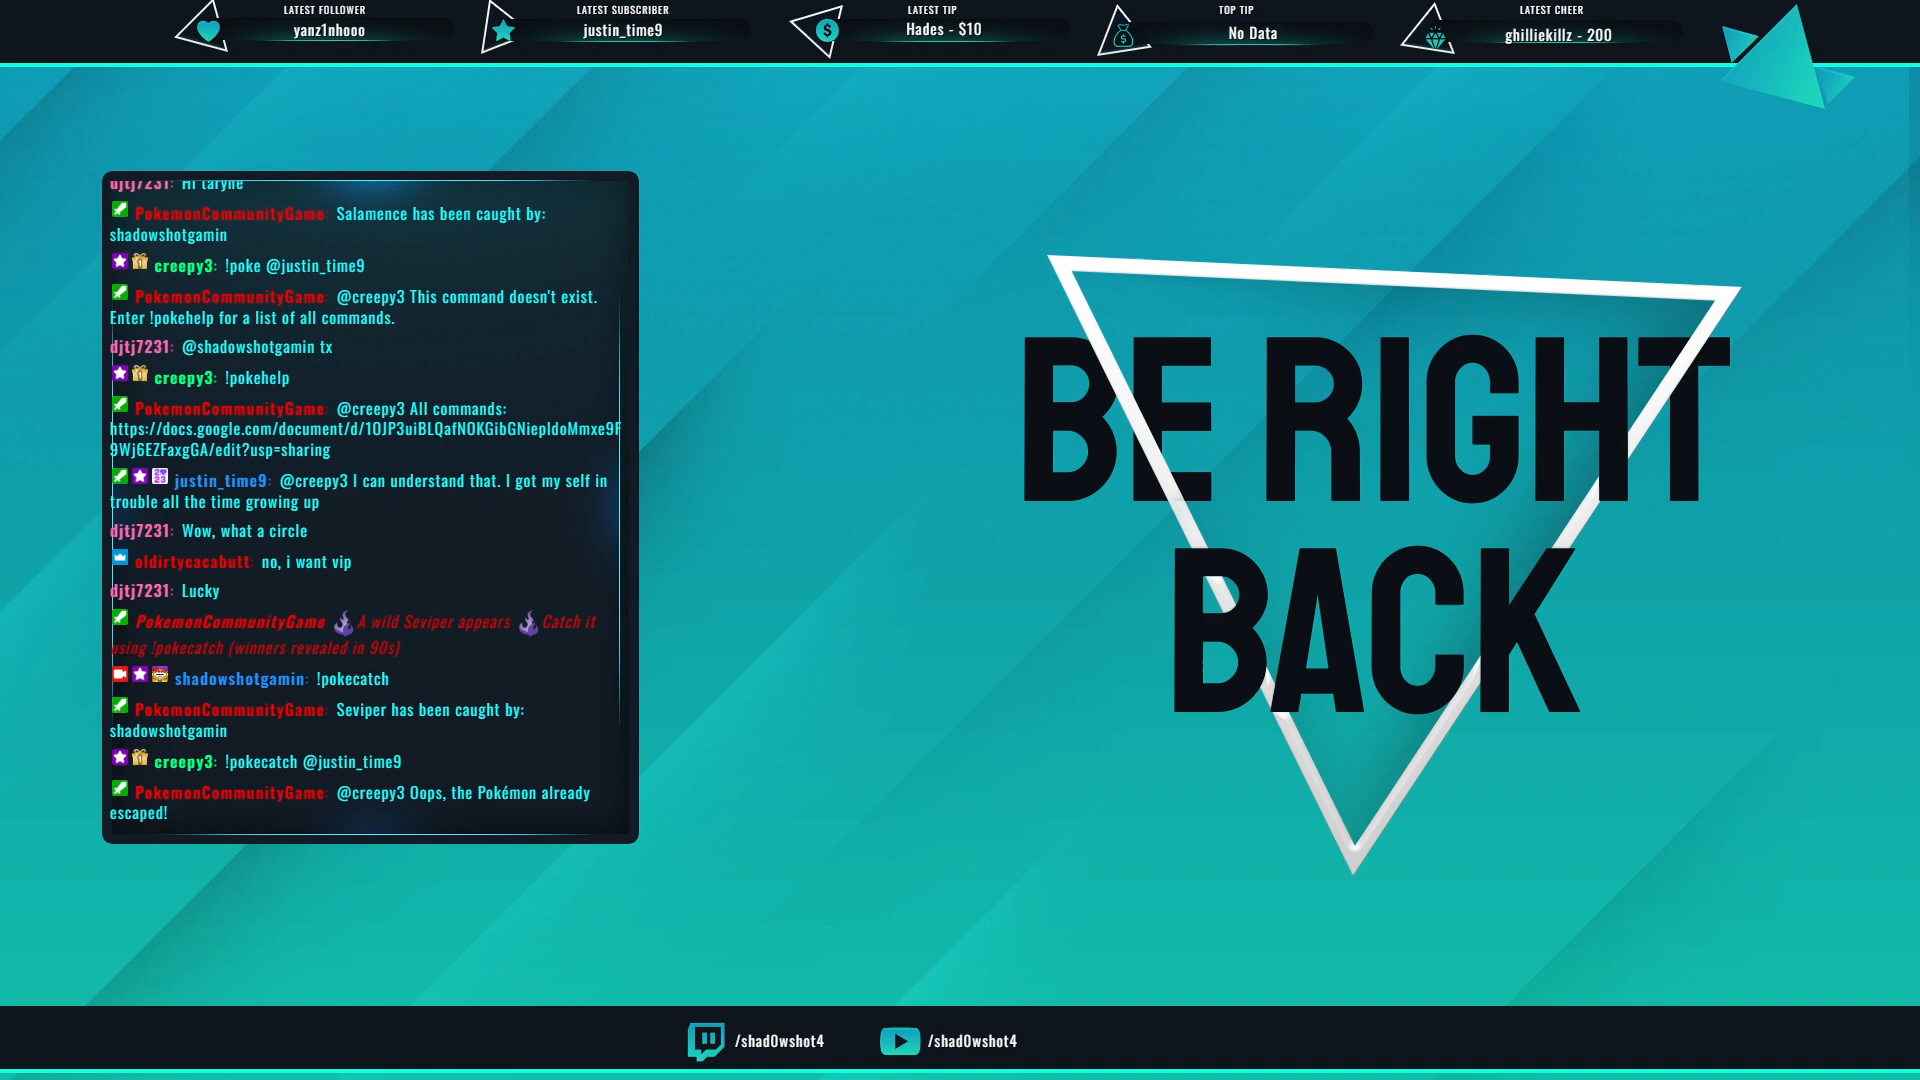 LATEST FOLLOWER
yanz1nhooo
LATEST SUBSCRIBER
justin_time9
LATEST TIP
Hades - $10
TOP TIP
No Data
LATEST CHEER
ghilliekillz - 200
djtj7231: Hi taryne
PokemonCommunityGame: Salamence has been caught by:
shadowshotgamin
creepy3: !poke @justin_time9
PokemonCommunityGame: @creepy3 This command doesn't exist.
Enter !pokehelp for a list of all commands.
djtj7231: @shadowshotgamin tx
creepy3: !pokehelp
PokemonCommunityGame: @creepy3 All commands:
https://docs.google.com/document/d/1OJP3uiBLQafNOKGibGNiepIdoMmxe9F
9Wj6EZFaxgGA/edit?usp=sharing
justin_time9: @creepy3 I can understand that. I got my self in
trouble all the time growing up
djtj7231: Wow, what a circle
oldirtycacabutt: no, i want vip
djtj7231: Lucky
PokemonCommunityGame A wild Seviper appears Catch it
using !pokecatch (winners revealed in 90s)
shadowshotgamin: !pokecatch
PokemonCommunityGame: Seviper has been caught by:
shadowshotgamin
creepy3: !pokecatch @justin_time9
PokemonCommunityGame: @creepy3 Oops, the Pokémon already
escaped!
BE RIGHT
BACK
/shad0wshot4
/shad0wshot4